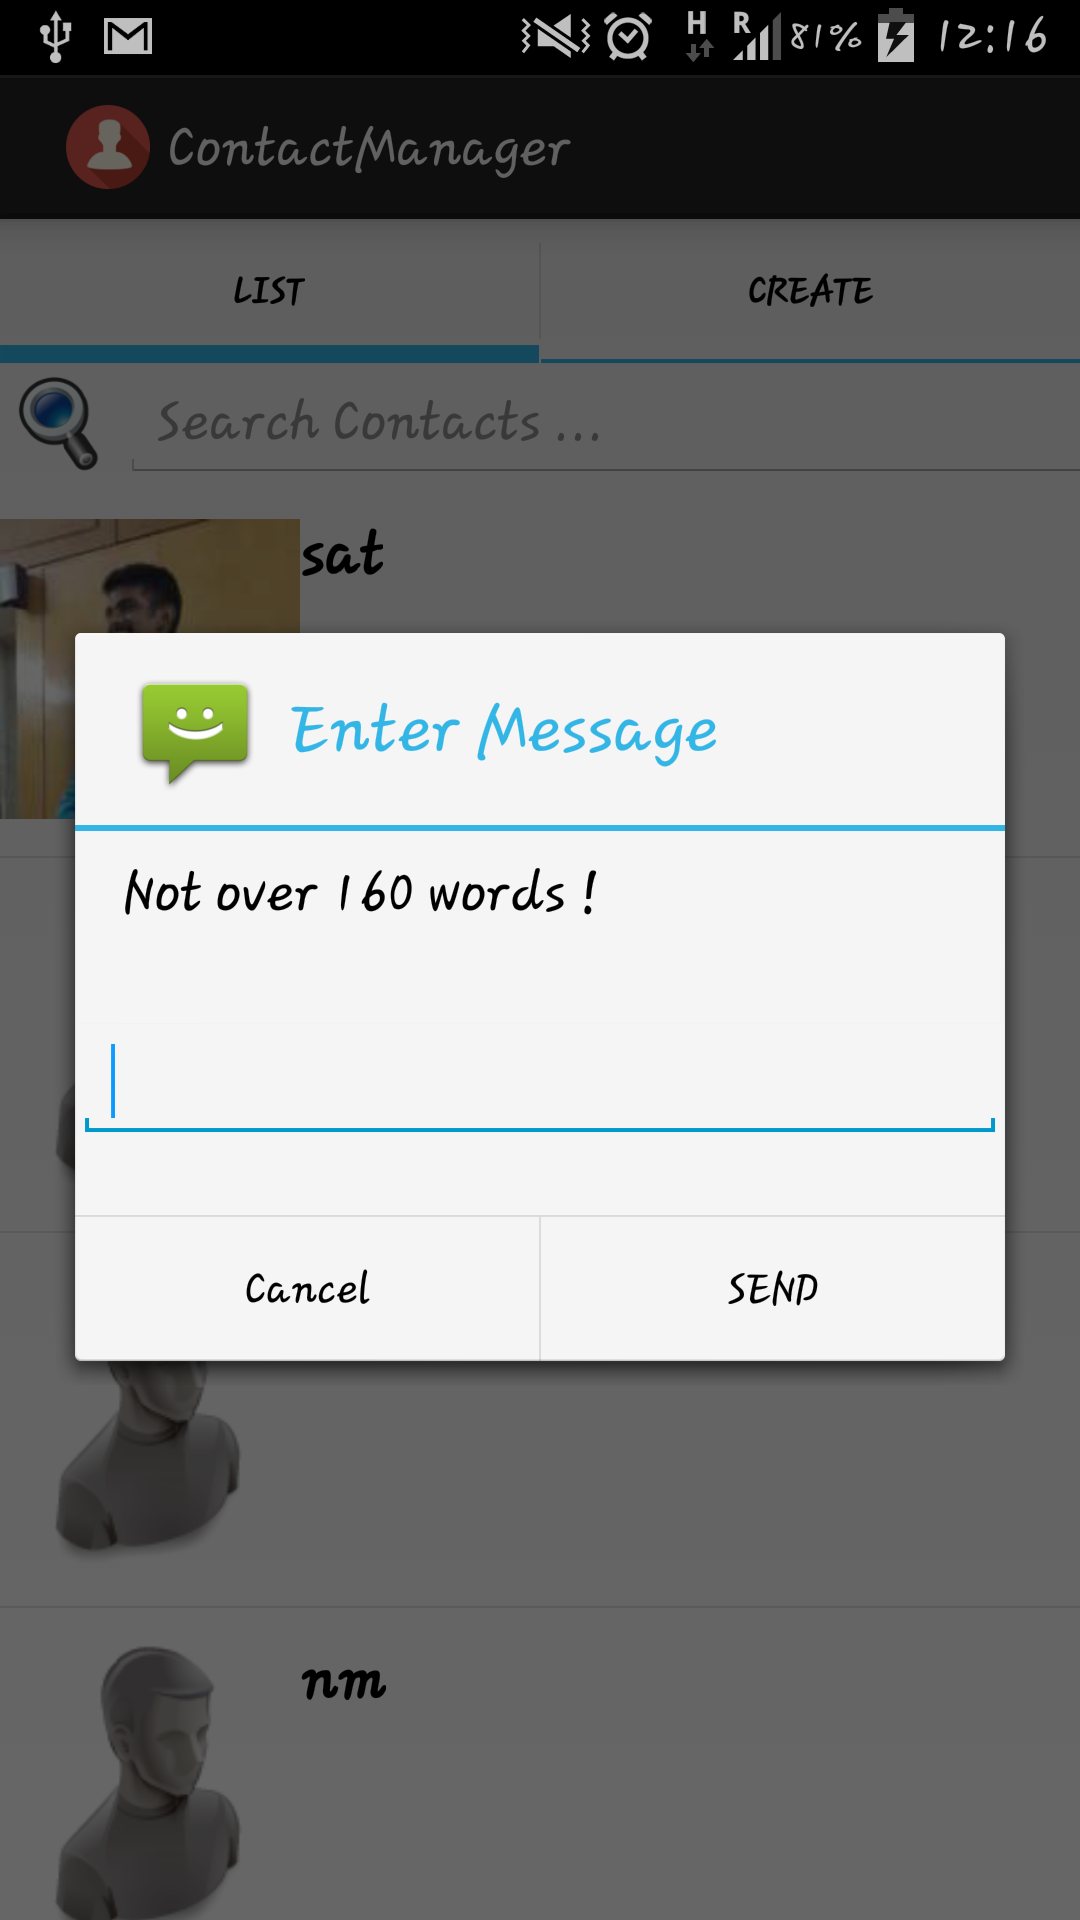 H R 81% 12:16
ContactManager
LIST CREATE
Search Contacts ...
sat
Enter Message
Not over 160 words !
Cancel SEND
nm